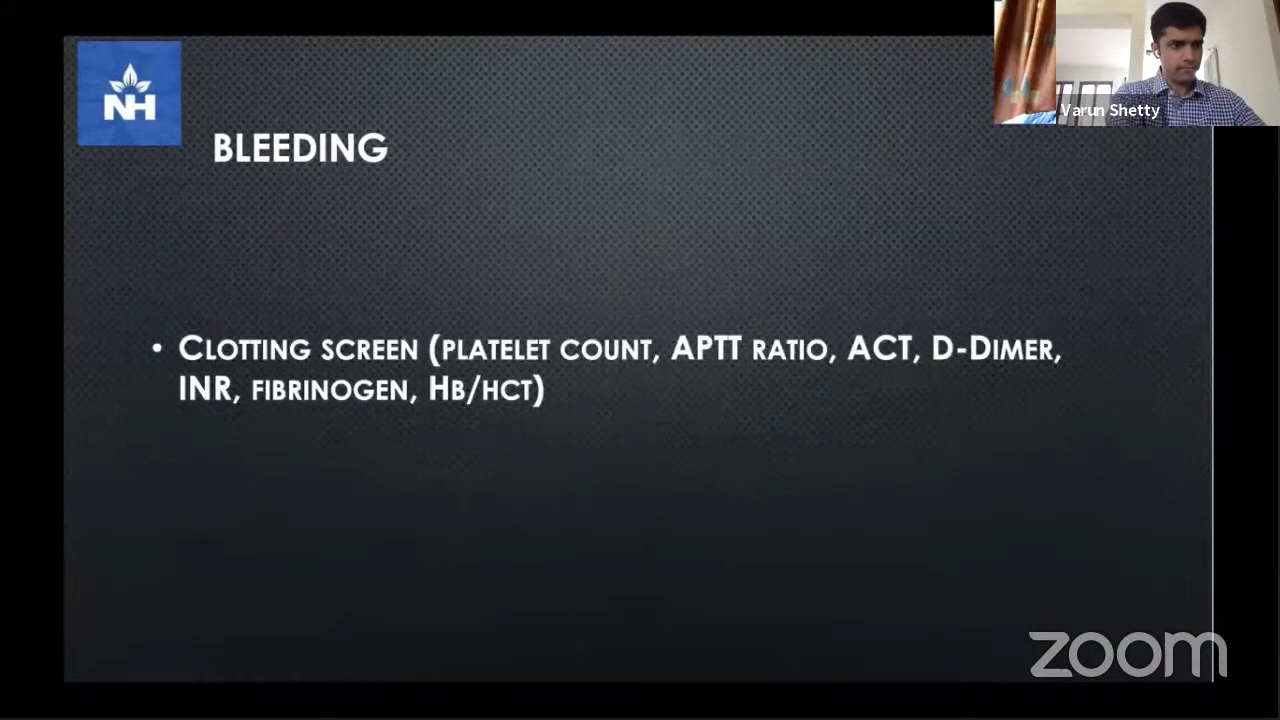 NH
Varun Shetty
BLEEDING
• CLOTTING SCREEN (PLATELET COUNT, APTT RATIO, ACT, D-DIMER,
INR, FIBRINOGEN, HB/HCT)
zoom